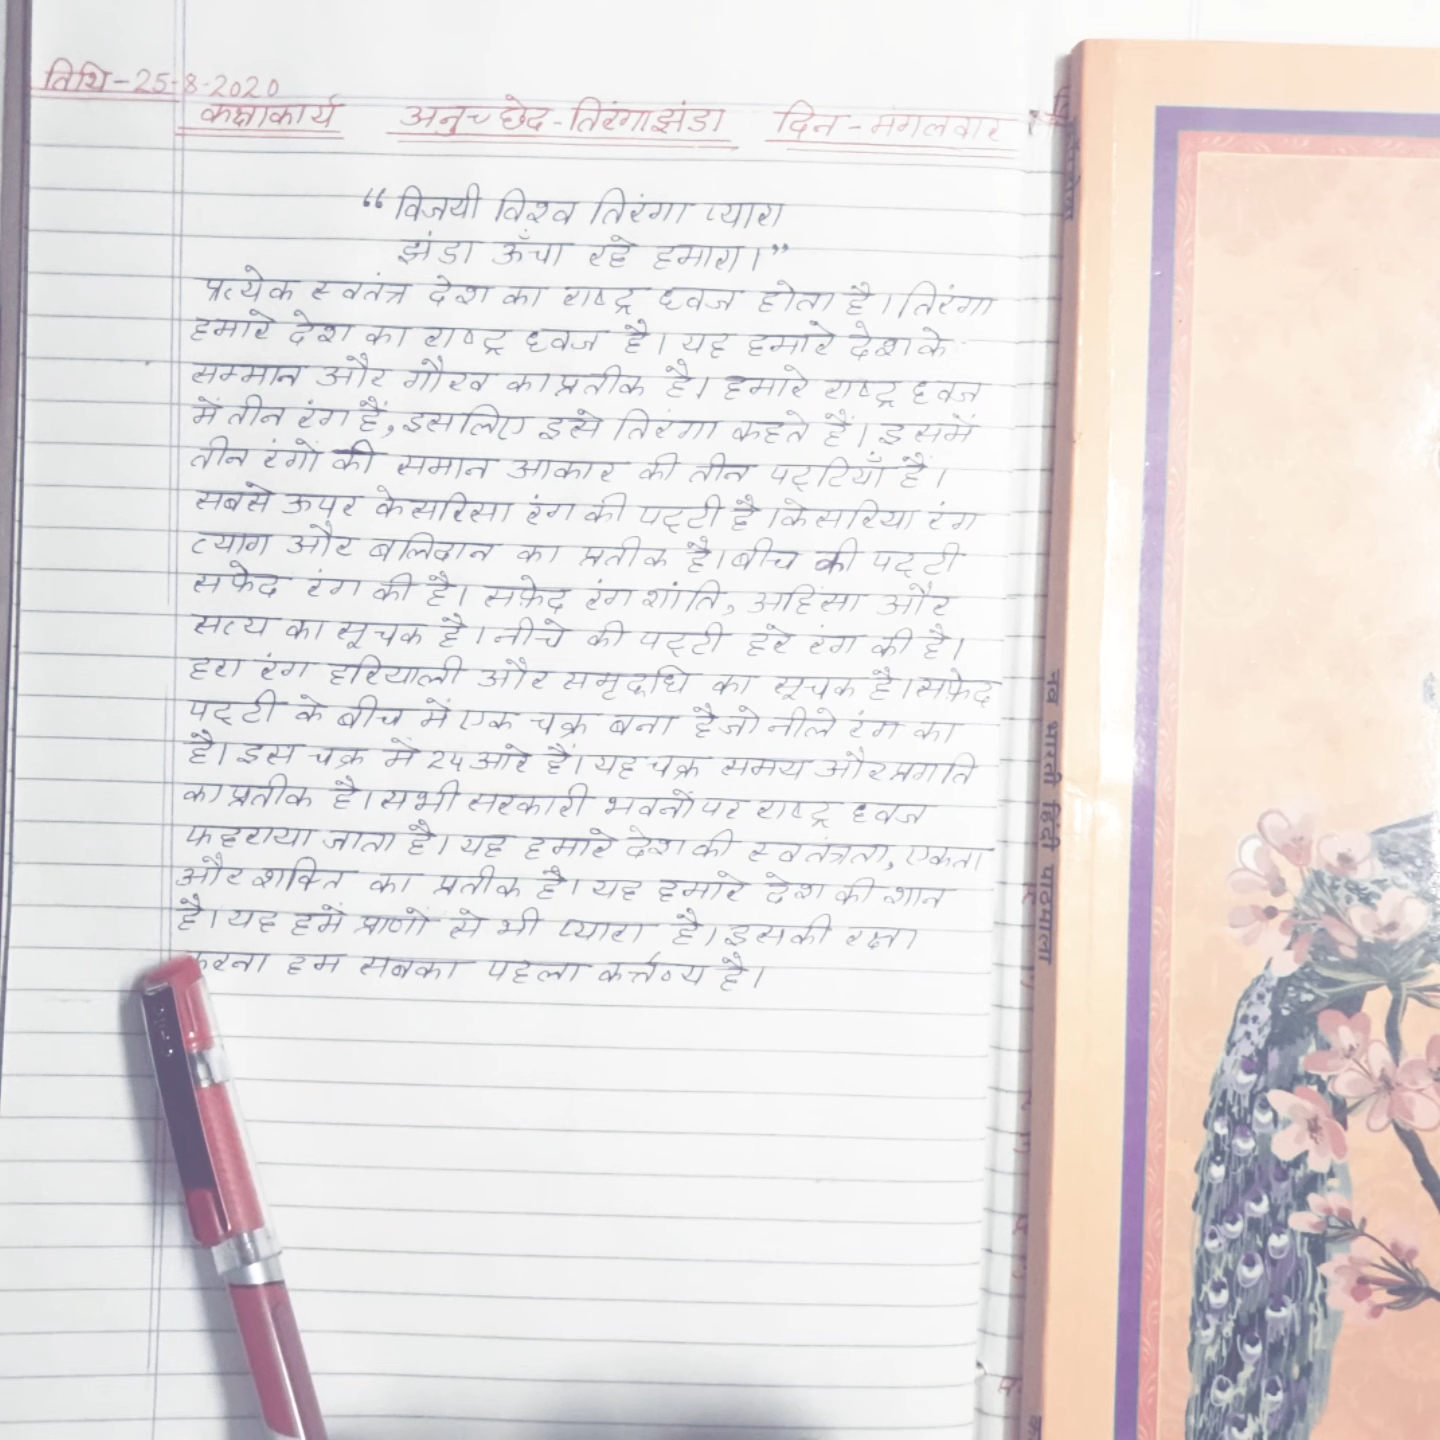 तिथि-25-8-2020
कक्षाकार्य अनुच्छेद-तिरंगा झंडा दिन-मंगलवार
“विजयी विश्व तिरंगा प्यारा
झंडा ऊँचा रहे हमारा।”
प्रत्येक स्वतंत्र देश का राष्ट्र ध्वज होता है। तिरंगा
हमारे देश का राष्ट्र ध्वज है। यह हमारे देश के
सम्मान और गौरव का प्रतीक है। हमारे राष्ट्र ध्वज
में तीन रंग हैं, इसलिए इसे तिरंगा कहते हैं। इसमें
तीन रंगों की समान आकार की तीन पट्टियाँ हैं।
सबसे ऊपर केसरिसा रंग की पट्टी है। केसरिया रंग
त्याग और बलिदान का प्रतीक है। बीच की पट्टी
सफेद रंग की है। सफ़ेद रंग शांति, अहिंसा और
सत्य का सूचक है। नीचे की पट्टी हरे रंग की है।
हरा रंग हरियाली और समृद्धि का सूचक है। सफ़ेद
पट्टी के बीच में एक चक्र बना है जो नीले रंग का
है। इस चक्र में 24 आरे हैं। यह चक्र समय और प्रगति
का प्रतीक है। सभी सरकारी भवनों पर राष्ट्र ध्वज
फहराया जाता है। यह हमारे देश की स्वतंत्रता, एकता
और शक्ति का प्रतीक है। यह हमारे देश की शान
है। यह हमें प्राणों से भी प्यारा है। इसकी रक्षा
करना हम सबका पहला कर्त्तव्य है।
नव भारती हिंदी पाठमाला